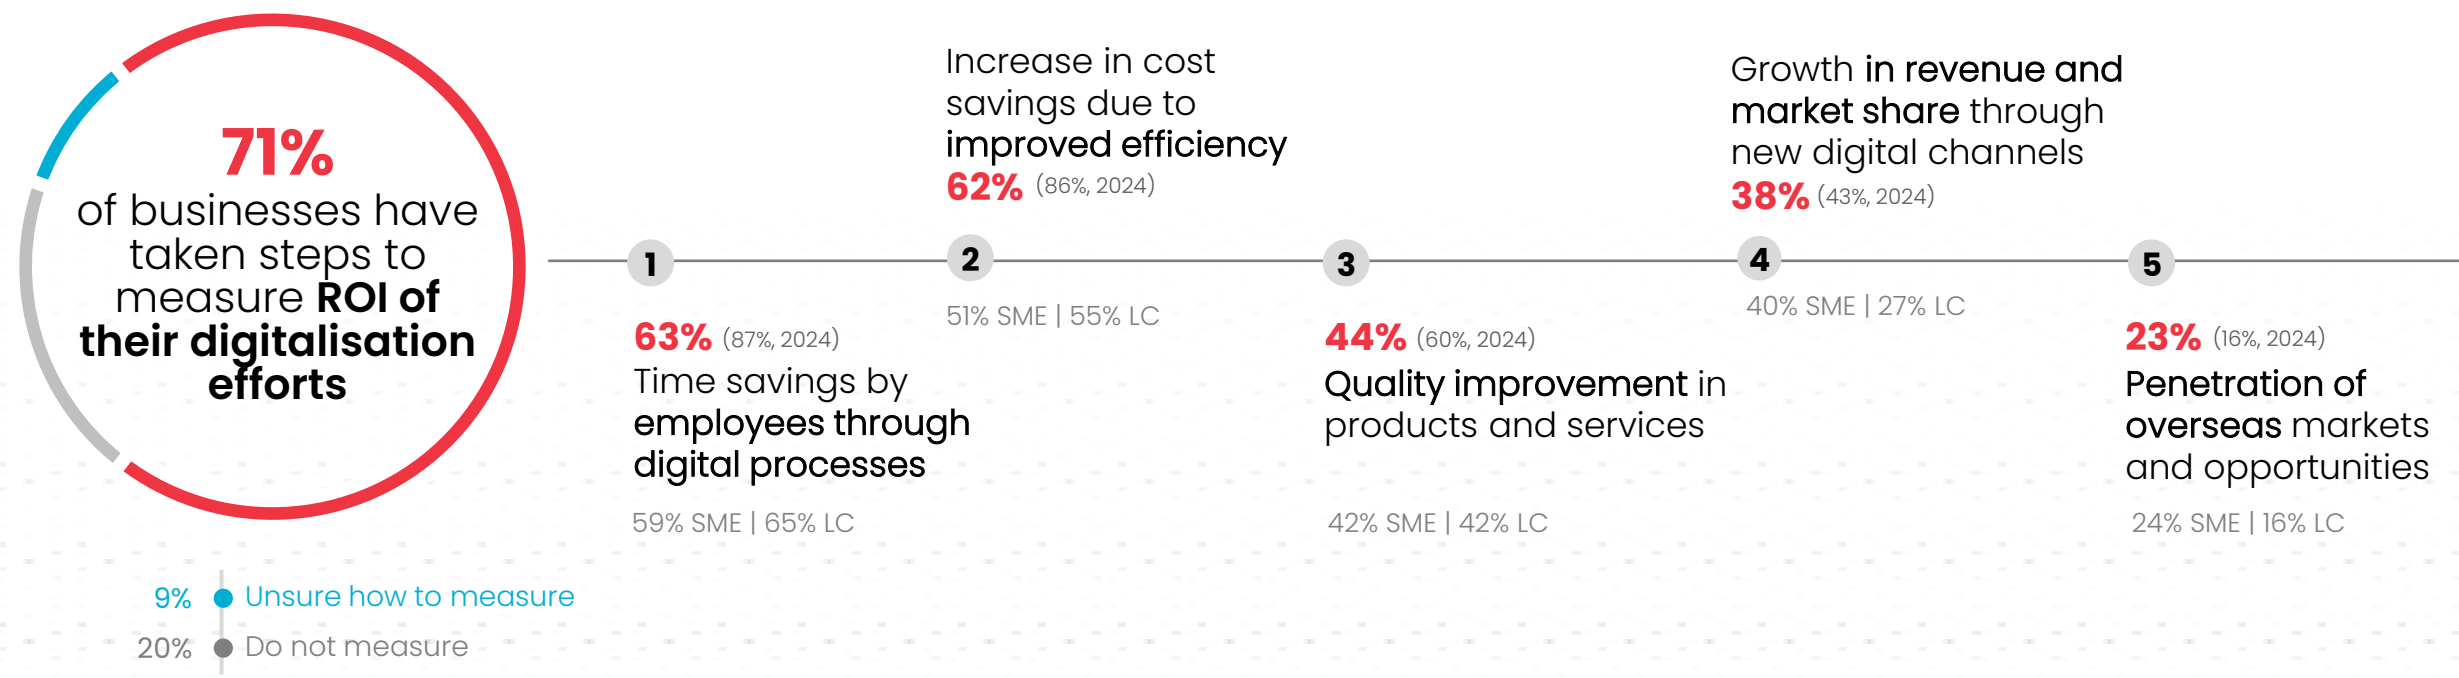 71%
of businesses have
taken steps to
measure ROI of
their digitalisation
efforts
9% Unsure how to measure
20% Do not measure
1
63% (87%, 2024)
Time savings by
employees through
digital processes
59% SME | 65% LC
Increase in cost
savings due to
improved efficiency
62% (86%, 2024)
2
51% SME | 55% LC
3
44% (60%, 2024)
Quality improvement in
products and services
42% SME | 42% LC
Growth in revenue and
market share through
new digital channels
38% (43%, 2024)
4
40% SME | 27% LC
5
23% (16%, 2024)
Penetration of
overseas markets
and opportunities
24% SME | 16% LC